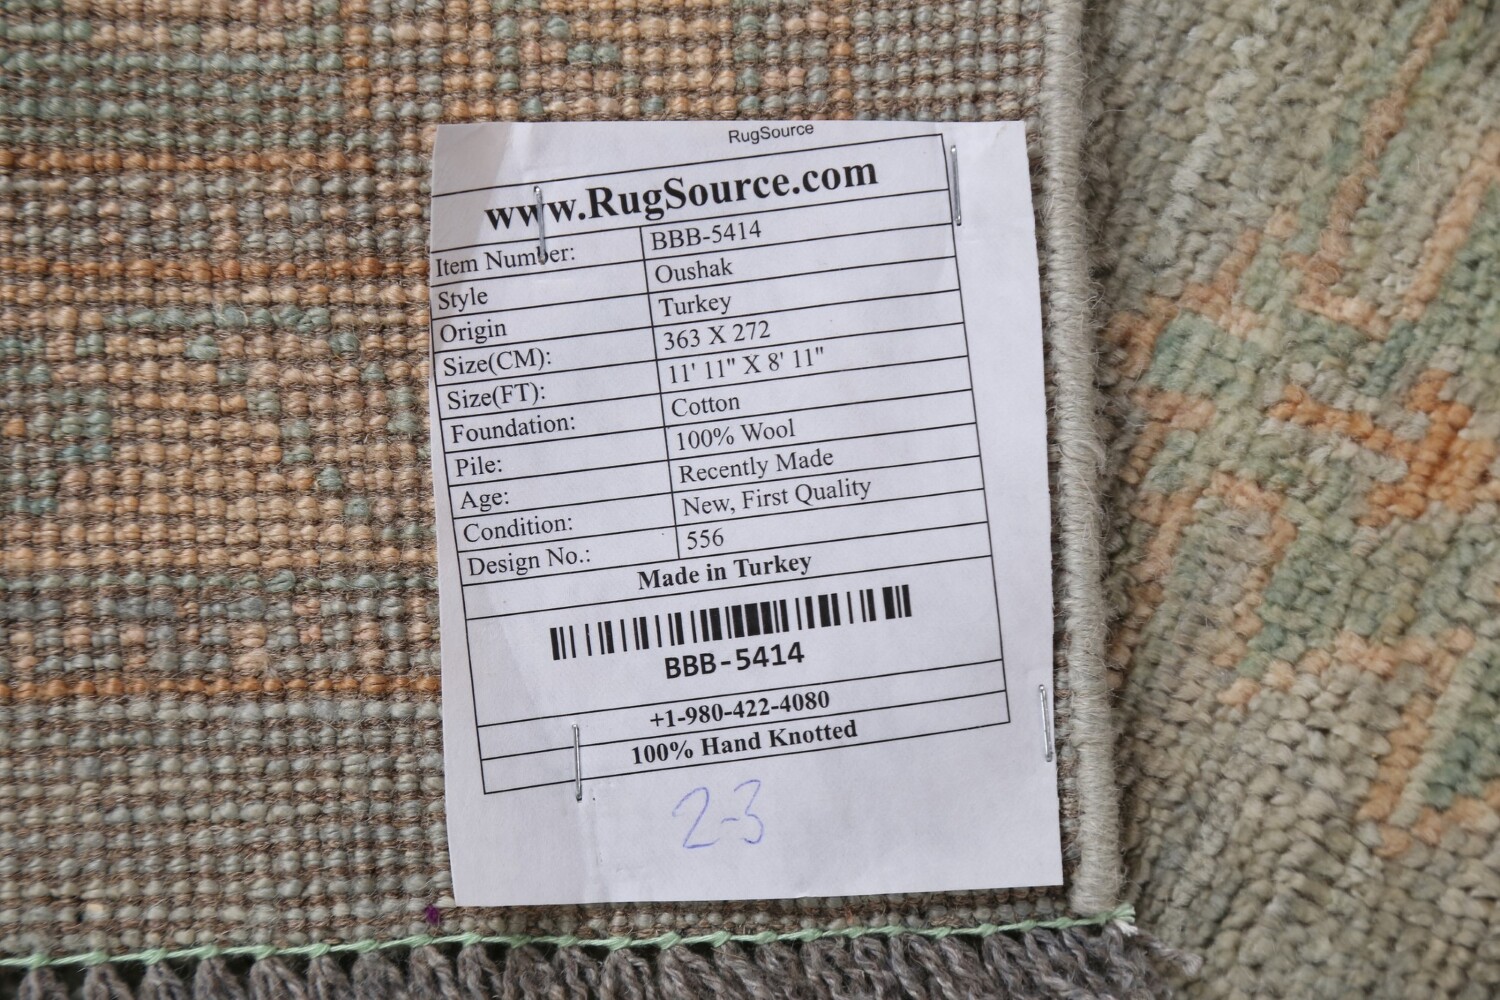 RugSource
www.RugSource.com
Item Number: BBB-5414
Style Oushak
Origin Turkey
Size(CM): 363 X 272
Size(FT): 11' 11" X 8' 11"
Foundation: Cotton
Pile: 100% Wool
Age: Recently Made
Condition: New, First Quality
Design No.: 556
Made in Turkey
BBB-5414
+1-980-422-4080
100% Hand Knotted
2-3